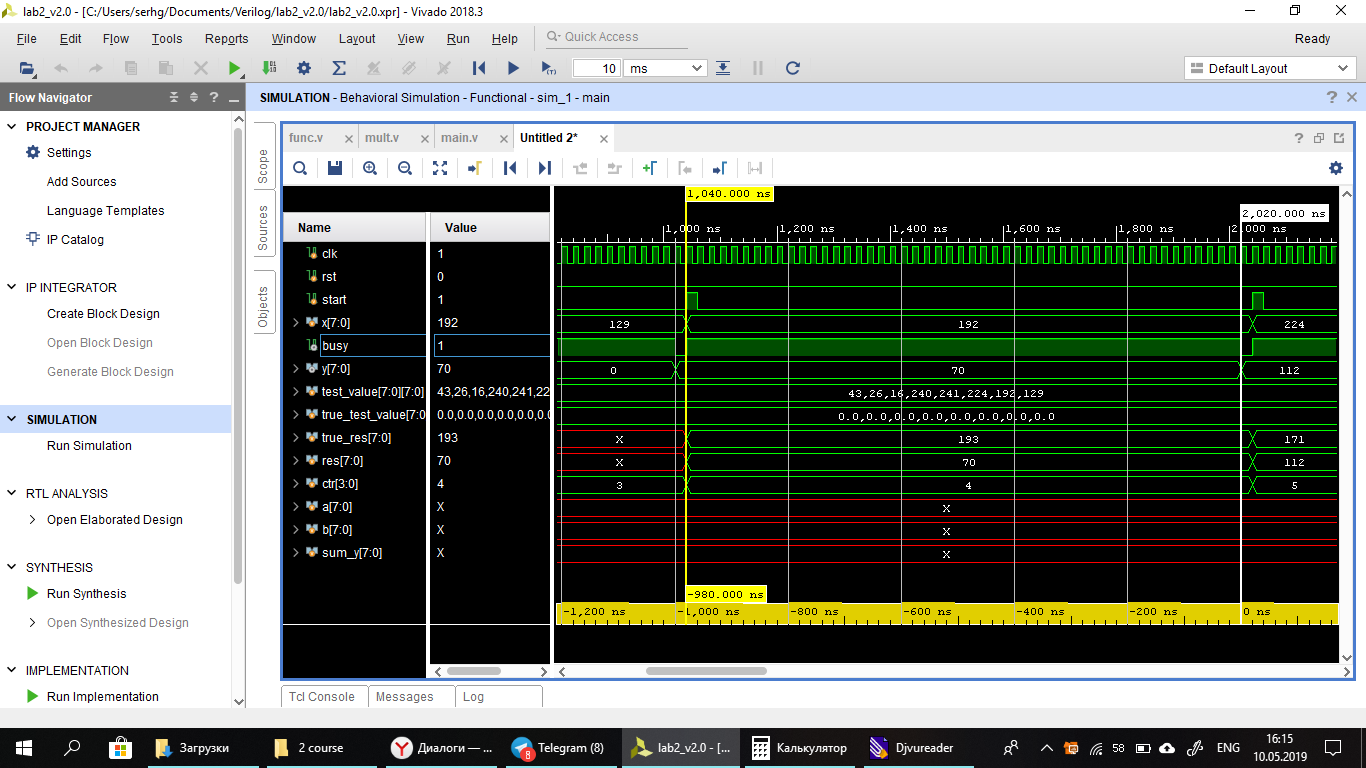 lab2_v2.0 - [C:/Users/serhg/Documents/Verilog/lab2_v2.0/lab2_v2.0.xpr] - Vivado 2018.3
File Edit Flow Tools Reports Window Layout View Run Help Quick Access Ready
10 ms Default Layout
Flow Navigator
SIMULATION - Behavioral Simulation - Functional - sim_1 - main
PROJECT MANAGER
Settings
Add Sources
Language Templates
IP Catalog
IP INTEGRATOR
Create Block Design
Open Block Design
Generate Block Design
SIMULATION
Run Simulation
RTL ANALYSIS
Open Elaborated Design
SYNTHESIS
Run Synthesis
Open Synthesized Design
IMPLEMENTATION
Run Implementation
Scope
Sources
Objects
func.v mult.v main.v Untitled 2*
1,040.000 ns
2,020.000 ns
Name Value
1,000 ns 1,200 ns 1,400 ns 1,600 ns 1,800 ns 2,000 ns
clk 1
rst 0
start 1
x[7:0] 192 129 192 224
busy 1
y[7:0] 70 0 70 112
test_value[7:0][7:0] 43,26,16,240,241,22 43,26,16,240,241,224,192,129
true_test_value[7:0 0.0,0.0,0.0,0.0,0.0,0.0 0.0,0.0,0.0,0.0,0.0,0.0,0.0,0.0
true_res[7:0] 193 X 193 171
res[7:0] 70 X 70 112
ctr[3:0] 4 3 4 5
a[7:0] X X
b[7:0] X X
sum_y[7:0] X X
-980.000 ns
-1,200 ns -1,000 ns -800 ns -600 ns -400 ns -200 ns 0 ns
Tcl Console Messages Log
Загрузки 2 course Диалоги — ... Telegram (8) lab2_v2.0 - [... Калькулятор Djvureader 58 ENG 16:15
8
10.05.2019